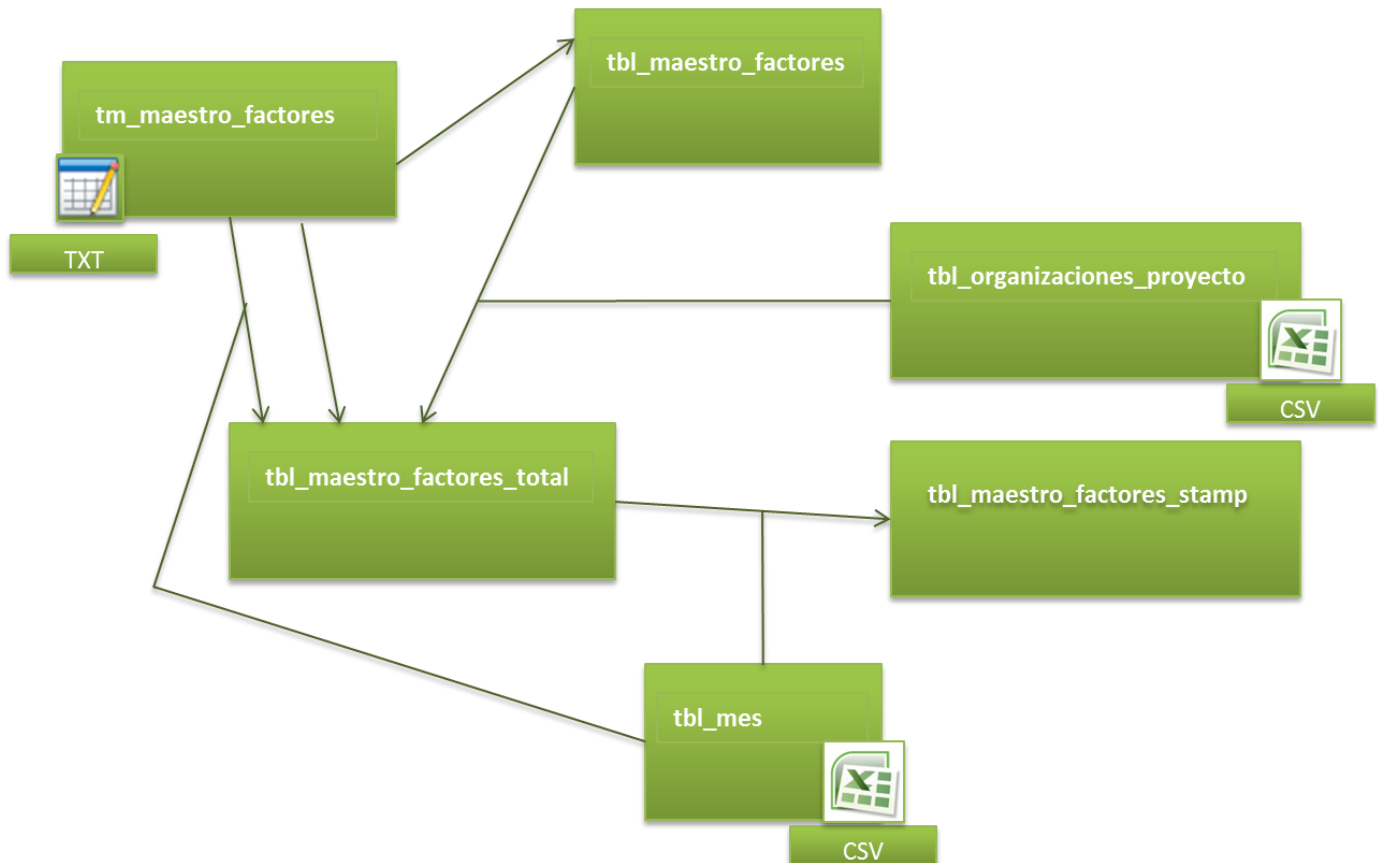 tbl_maestro_factores
tm_maestro_factores
TXT
tbl_organizaciones_proyecto
CSV
tbl_maestro_factores_total
tbl_maestro_factores_stamp
tbl_mes
CSV